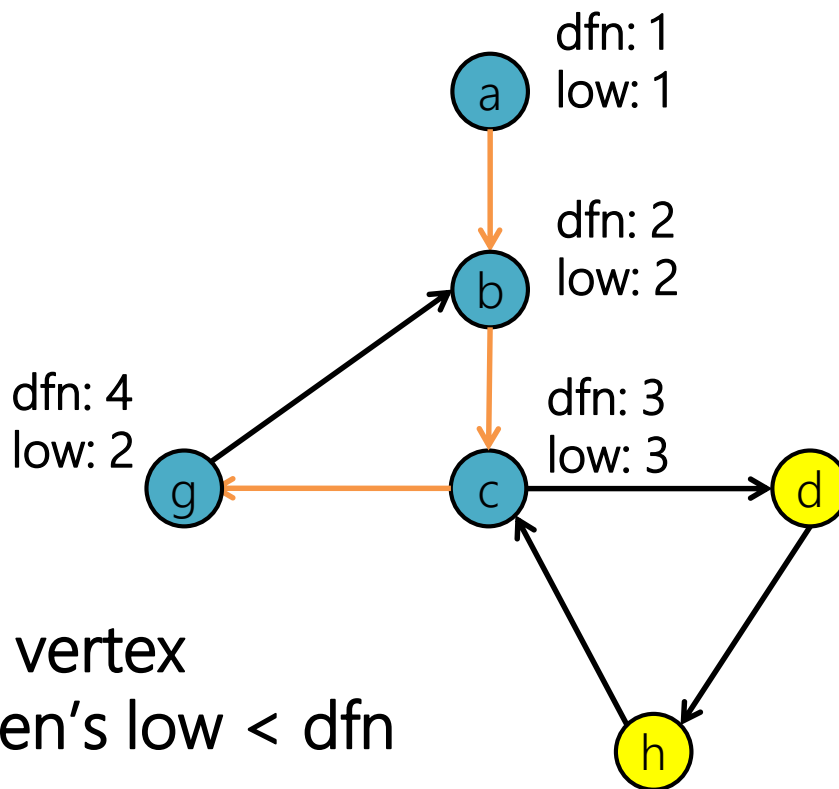 dfn: 1
low: 1
a
dfn: 2
low: 2
b
dfn: 4
low: 2
dfn: 3
low: 3
g
c
d
vertex
en’s low < dfn
h